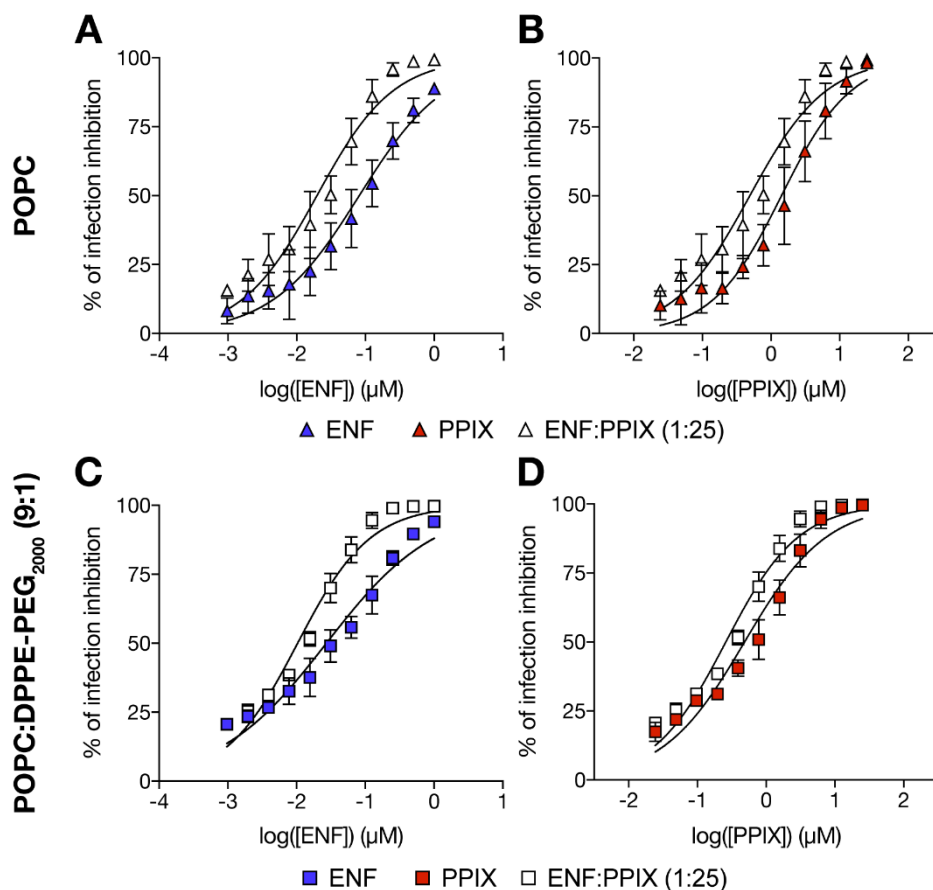 A
B
POPC
% of infection inhibition
100
75
50
25
0
-4
-3
-2
-1
0
1
log([ENF]) (µM)
% of infection inhibition
100
75
50
25
0
-2
-1
0
1
2
log([PPIX]) (µM)
ENF
PPIX
ENF:PPIX (1:25)
C
D
POPC:DPPE-PEG2000 (9:1)
% of infection inhibition
100
75
50
25
0
-4
-3
-2
-1
0
1
log([ENF]) (µM)
% of infection inhibition
100
75
50
25
0
-2
-1
0
1
2
log([PPIX]) (µM)
ENF
PPIX
ENF:PPIX (1:25)